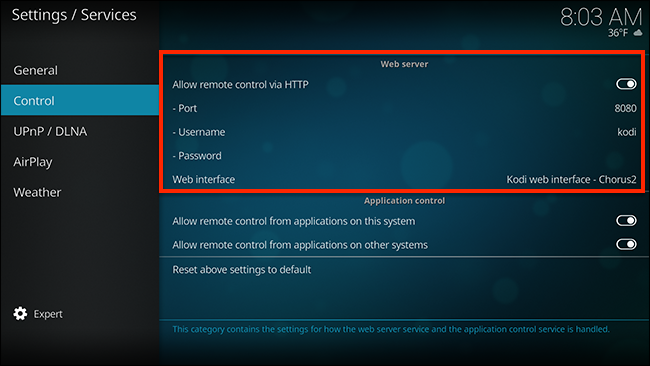 Settings / Services
8:03 AM
36°F
General
Control
UPnP / DLNA
AirPlay
Weather
Expert
Web server
Allow remote control via HTTP
- Port 8080
- Username kodi
- Password
Web interface Kodi web interface - Chorus2
Application control
Allow remote control from applications on this system
Allow remote control from applications on other systems
Reset above settings to default
This category contains the settings for how the web server service and the application control service is handled.